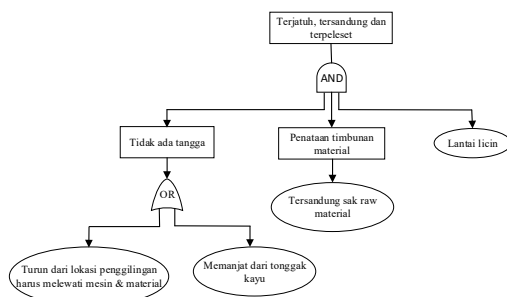 Terjatuh, tersandung dan
terpeleset
AND
Tidak ada tangga
Penataan timbunan
material
Lantai licin
OR
Tersandung sak raw
material
Turun dari lokasi penggilingan
harus melewati mesin & material
Memanjat dari tonggak
kayu